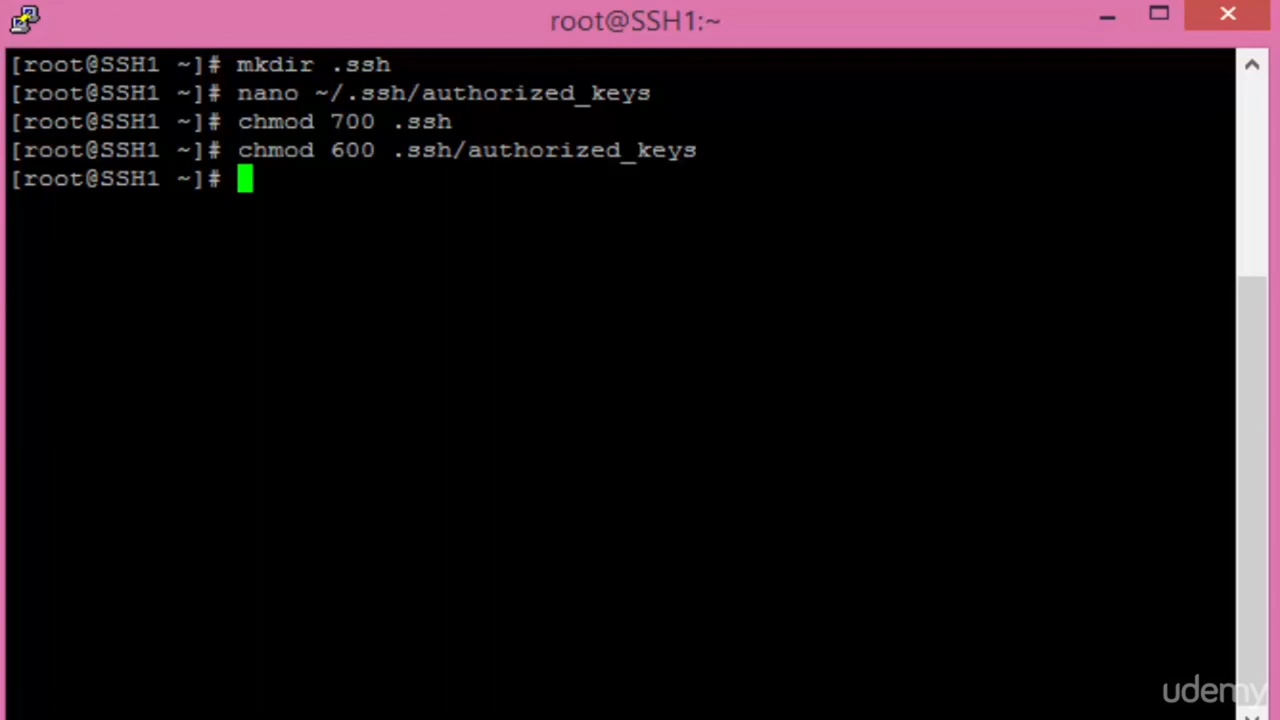 root@SSH1:~
[root@SSH1 ~]# mkdir .ssh
[root@SSH1 ~]# nano ~/.ssh/authorized_keys
[root@SSH1 ~]# chmod 700 .ssh
[root@SSH1 ~]# chmod 600 .ssh/authorized_keys
[root@SSH1 ~]#
udemy